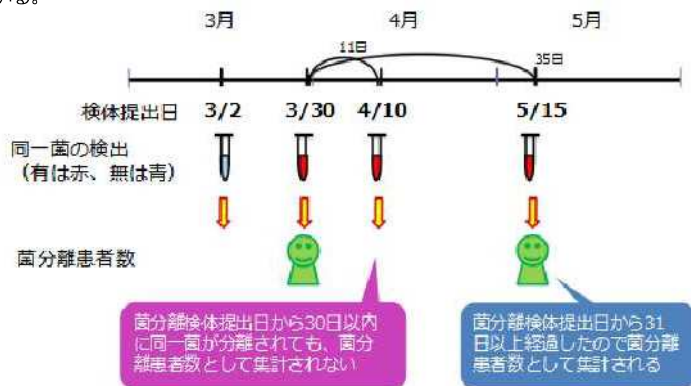 いる。
3月 4月 5月
11日 35日
検体提出日 3/2 3/30 4/10 5/15
同一菌の検出
（有は赤、無は青）
菌分離患者数
菌分離検体提出日から30日以内
に同一菌が分離されても、菌分
離患者数として集計されない
菌分離検体提出日から31
日以上経過したので菌分離
患者数として集計される